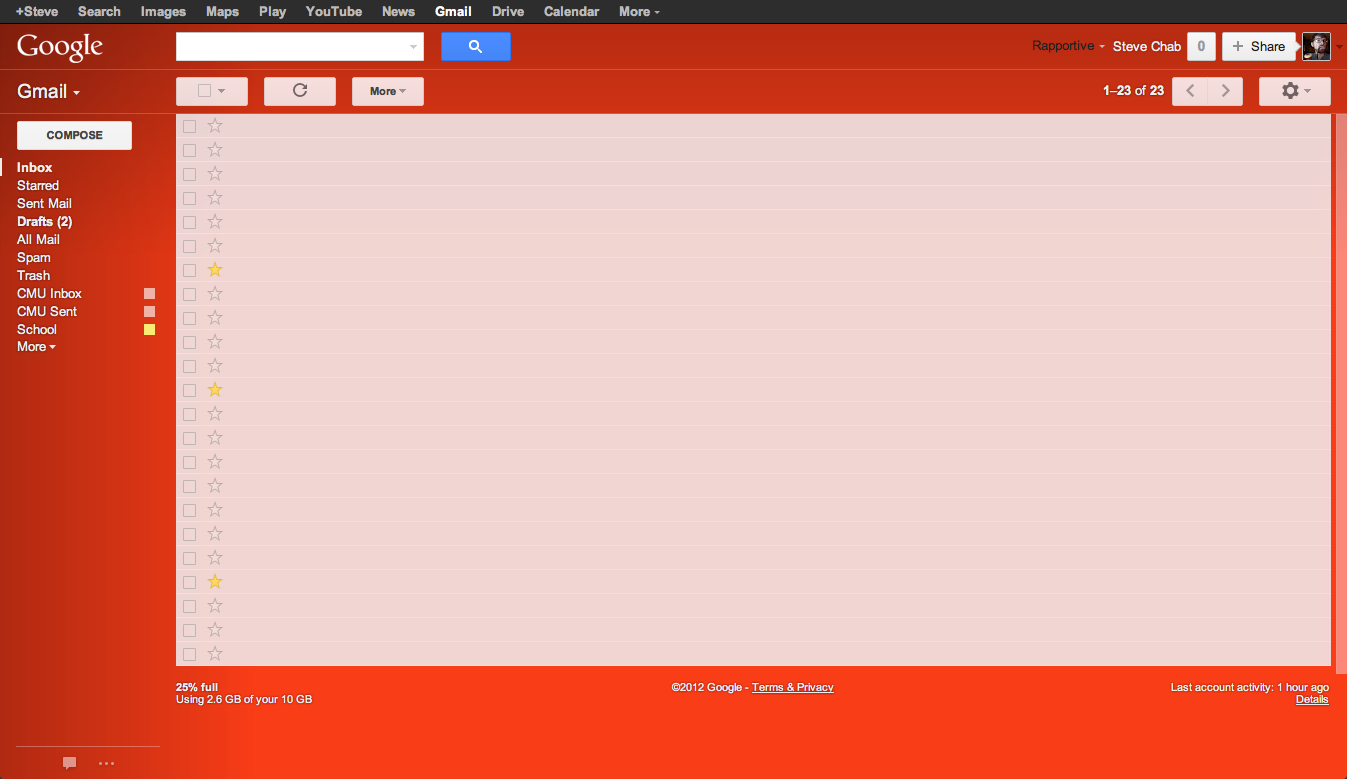 +Steve Search Images Maps Play YouTube News Gmail Drive Calendar More
Google
Rapportive Steve Chab 0 + Share
Gmail
More
1–23 of 23
COMPOSE
Inbox
Starred
Sent Mail
Drafts (2)
All Mail
Spam
Trash
CMU Inbox
CMU Sent
School
More
25% full
Using 2.6 GB of your 10 GB
©2012 Google - Terms & Privacy
Last account activity: 1 hour ago
Details